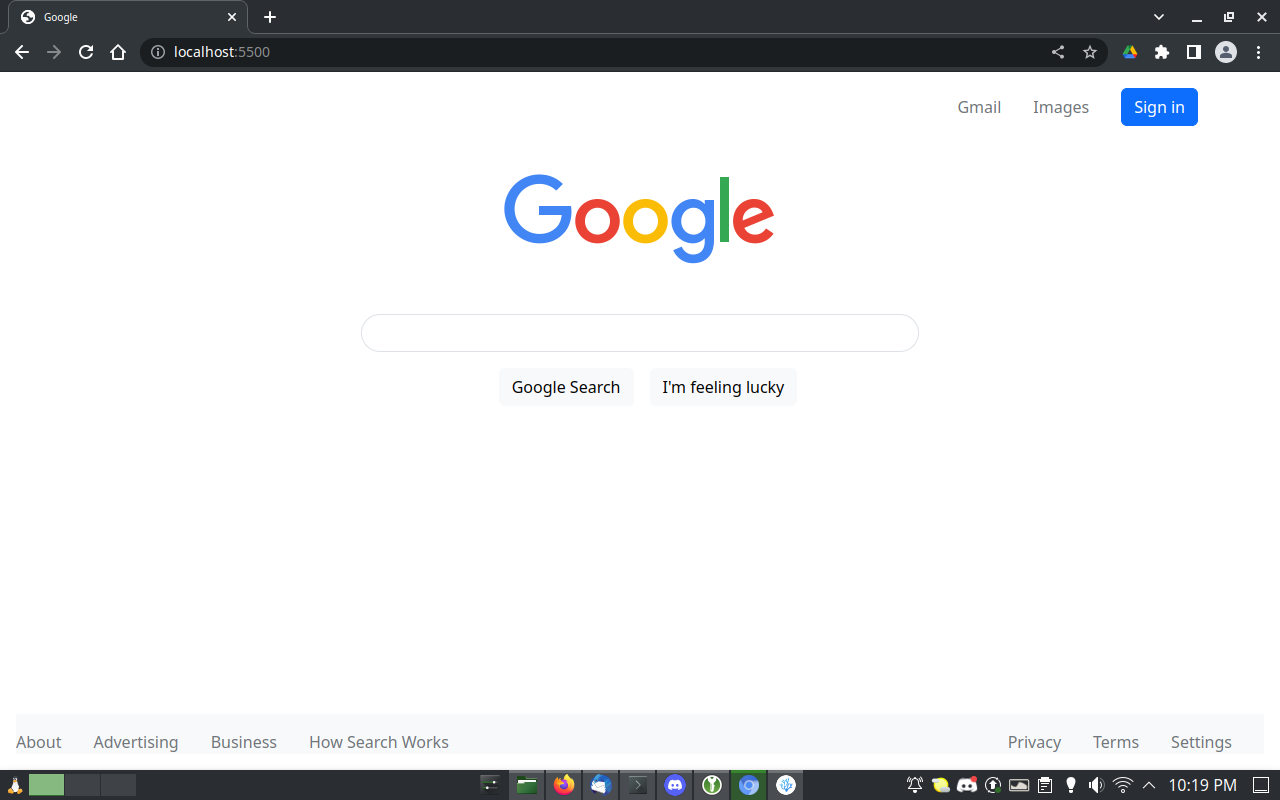 Google
localhost:5500
Gmail Images Sign in
Google
Google Search I'm feeling lucky
About Advertising Business How Search Works Privacy Terms Settings
10:19 PM